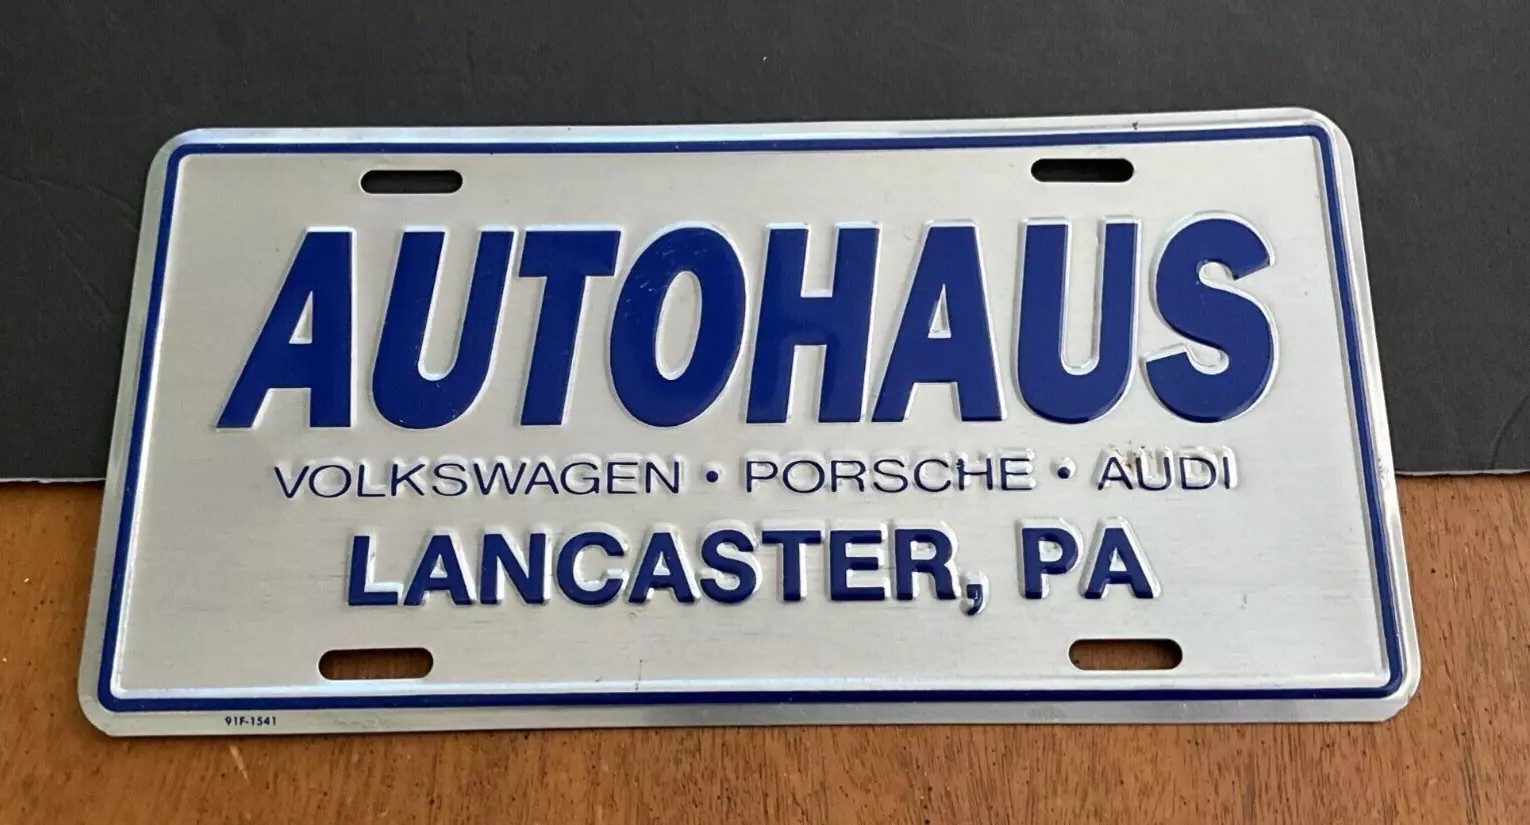 AUTOHAUS
VOLKSWAGEN • PORSCHE • AUDI
LANCASTER, PA
91F-1541